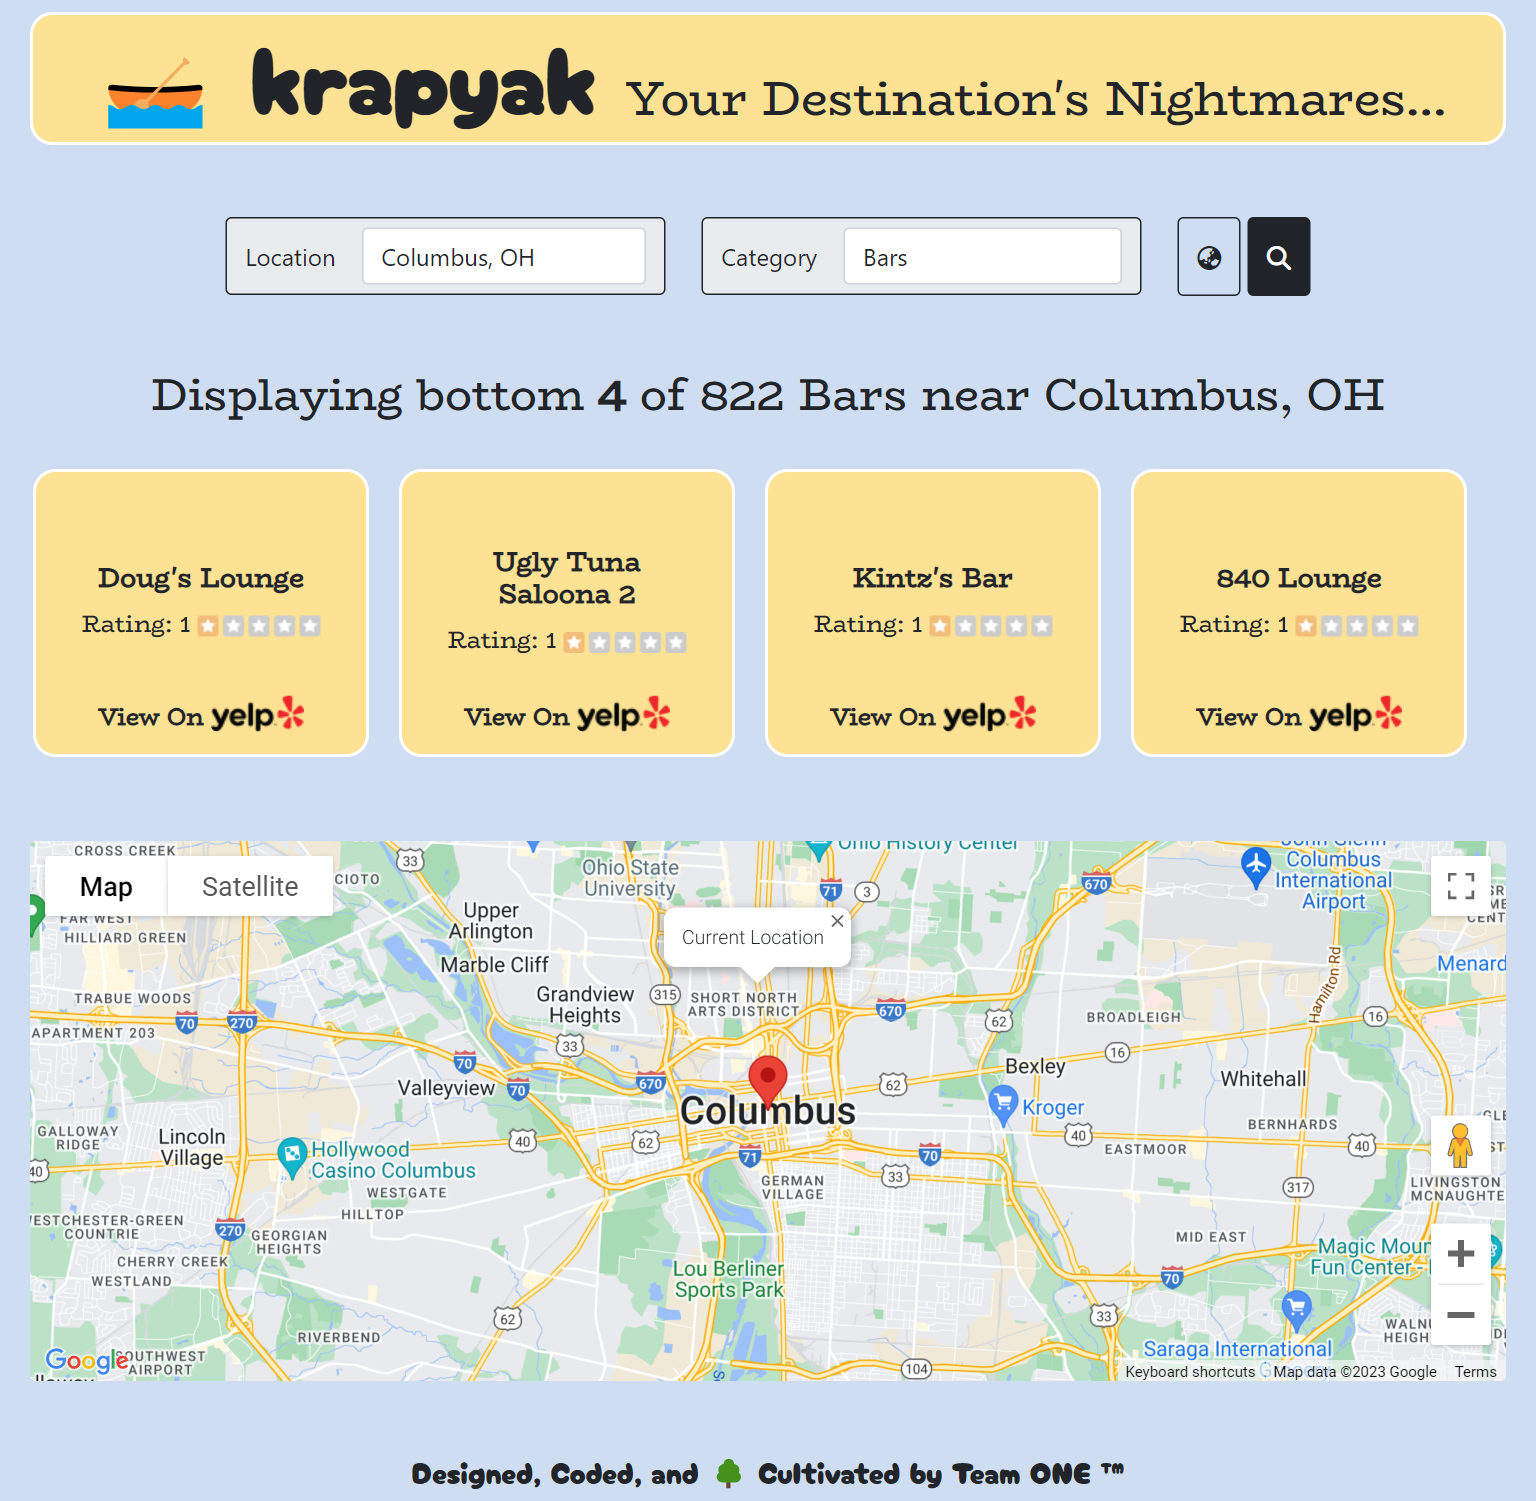 krapyak Your Destination's Nightmares...
Location Columbus, OH Category Bars
Displaying bottom 4 of 822 Bars near Columbus, OH
Doug's Lounge
Rating: 1
View On yelp
Ugly Tuna
Saloona 2
Rating: 1
View On yelp
Kintz's Bar
Rating: 1
View On yelp
840 Lounge
Rating: 1
View On yelp
Map Satellite
CROSS CREEK
33
CIOTO
Ohio State
University
Ohio History Center
71
3
670
John Glenn
Columbus
International
Airport
FAR WEST
HILLIARD GREEN
Upper
Arlington
Marble Cliff
Current Location
CENT
Menard
Hamilton Rd
TRABUE WOODS
Grandview
Heights
315
SHORT NORTH
ARTS DISTRICT
670
62
BROADLEIGH
16
70
270
APARTMENT 203
33
16
70
670
62
Bexley
Whitehall
Valleyview
70
Columbus
Kroger
GALLOWAY
RIDGE
Lincoln
Village
40
62
71
70
40
BERNHARDS
40
EASTMOOR
Hollywood
Casino Columbus
40
WESTGATE
HILLTOP
GERMAN
VILLAGE
33
317
LIVINGSTON
MCNAUGHTE
WESTCHESTER-GREEN
COUNTRIE
270
GEORGIAN
HEIGHTS
MID EAST
CHERRY CREEK
WESTLAND
Lou Berliner
Sports Park
70
Magic Moun
Fun Center -
62
33
RIVERBEND
WALNU
HEIGH
Saraga International
Google
SOUTHWEST
AIRPORT
104
Keyboard shortcuts Map data ©2023 Google Terms
Designed, Coded, and Cultivated by Team ONE ™